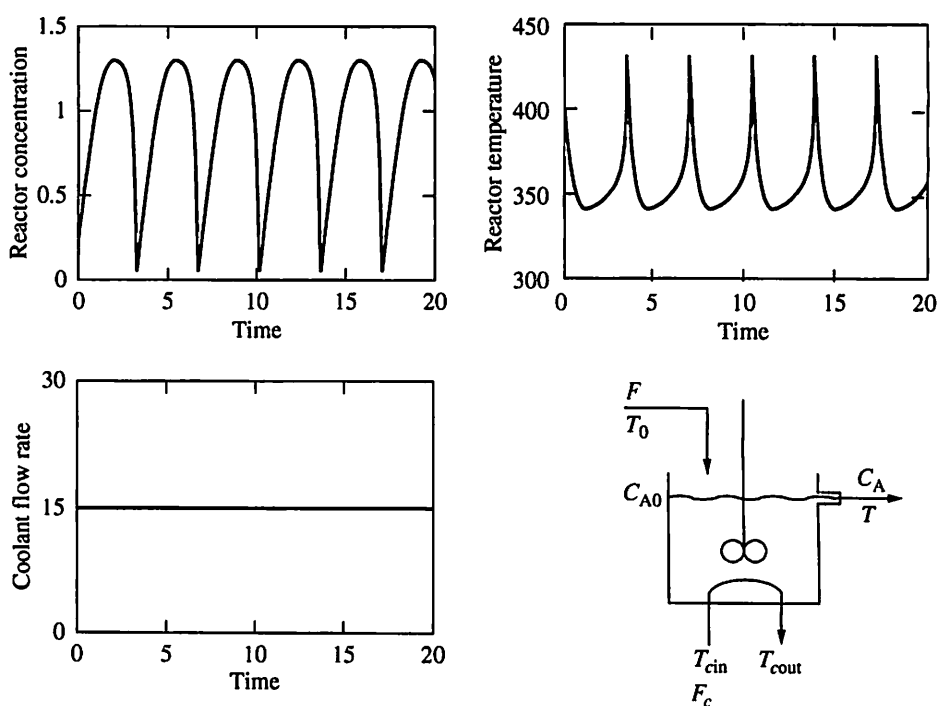 1.5
1
0.5
0
0 5 10 15 20
Reactor concentration
Time
450
400
350
300
0 5 10 15 20
Reactor temperature
Time
30
15
0
0 5 10 15 20
Coolant flow rate
Time
F
T0
CA0
CA
T
Tcin
Tcout
Fc